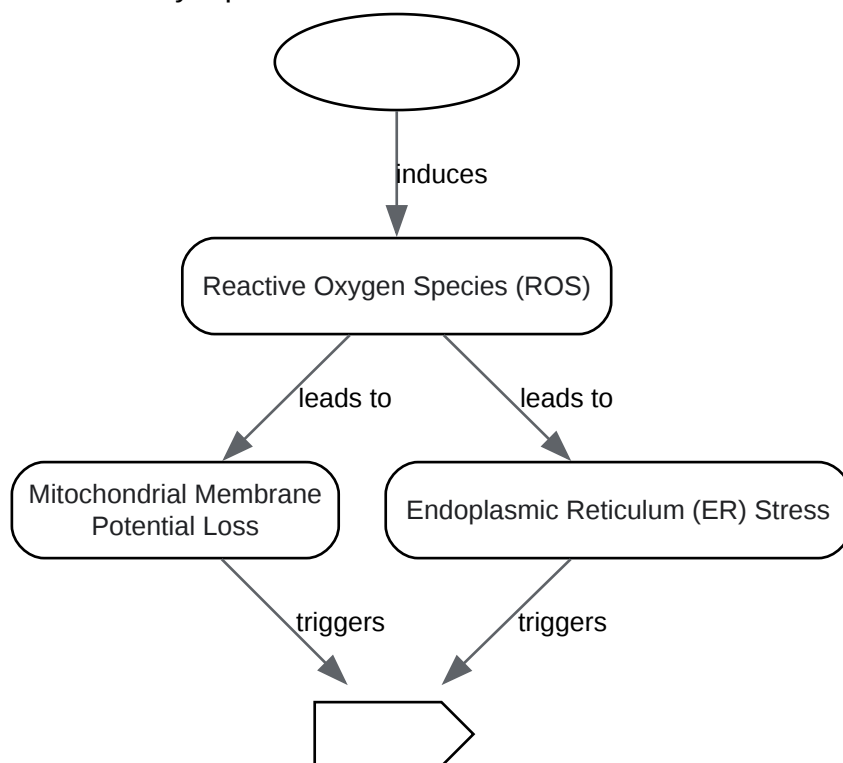 induces
Reactive Oxygen Species (ROS)
leads to
leads to
Mitochondrial Membrane
Potential Loss
Endoplasmic Reticulum (ER) Stress
triggers
triggers